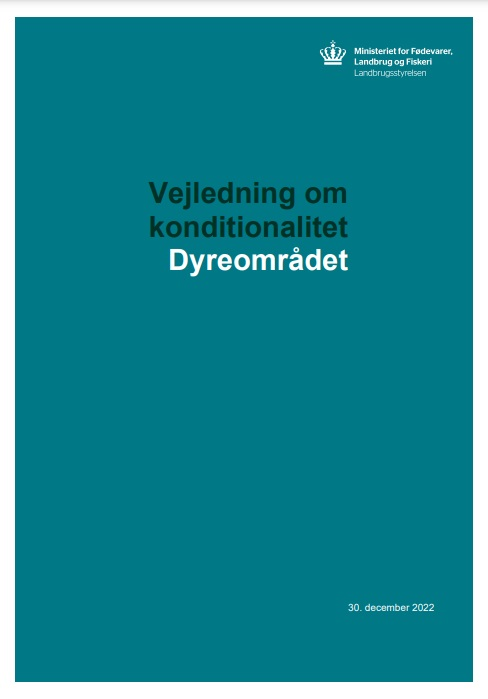 Ministeriet for Fødevarer,
Landbrug og Fiskeri
Landbrugsstyrelsen
Vejledning om
konditionalitet
Dyreområdet
30. december 2022